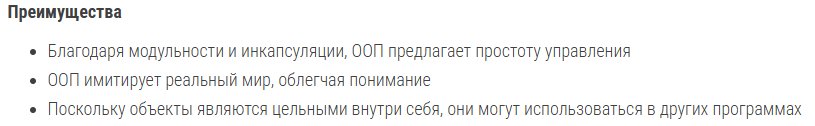 Преимущества
• Благодаря модульности и инкапсуляции, ООП предлагает простоту управления
• ООП имитирует реальный мир, облегчая понимание
• Поскольку объекты являются цельными внутри себя, они могут использоваться в других программах